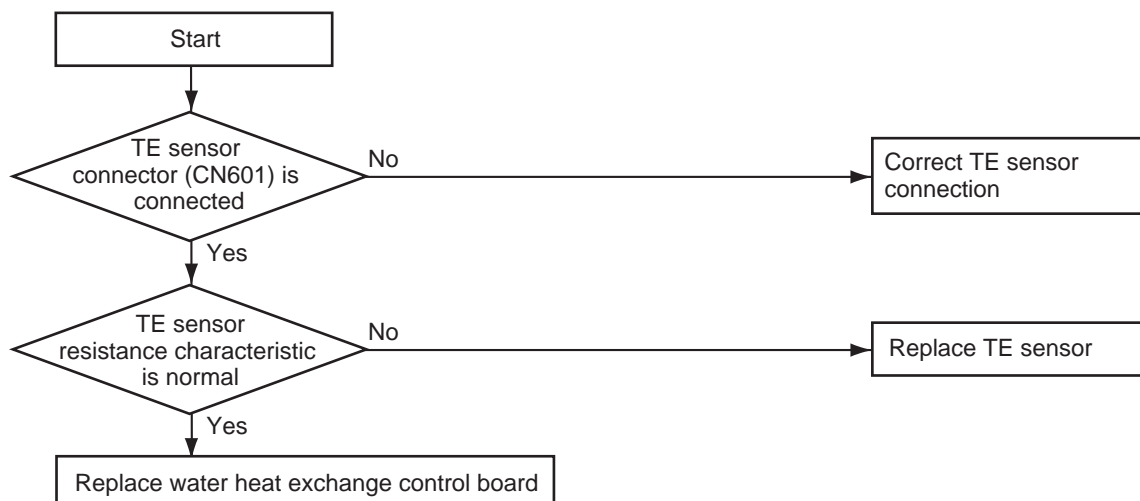 Start
TE sensor
connector (CN601) is
connected
No
Correct TE sensor
connection
Yes
TE sensor
resistance characteristic
is normal
No
Replace TE sensor
Yes
Replace water heat exchange control board